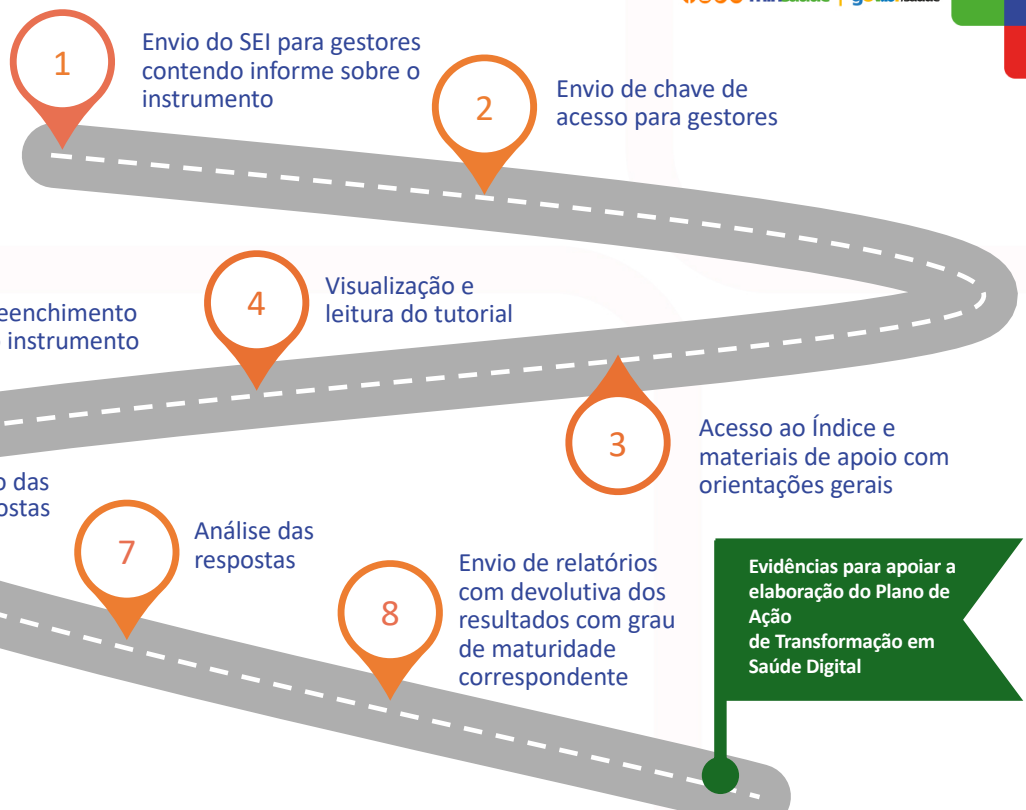 1
Envio do SEI para gestores
contendo informe sobre o
instrumento
2
Envio de chave de
acesso para gestores
4
Visualização e
leitura do tutorial
instrumento
3
Acesso ao Índice e
materiais de apoio com
orientações gerais
das
7
Análise das
respostas
8
Envio de relatórios
com devolutiva dos
resultados com grau
de maturidade
correspondente
Evidências para apoiar a
elaboração do Plano de
Ação
de Transformação em
Saúde Digital